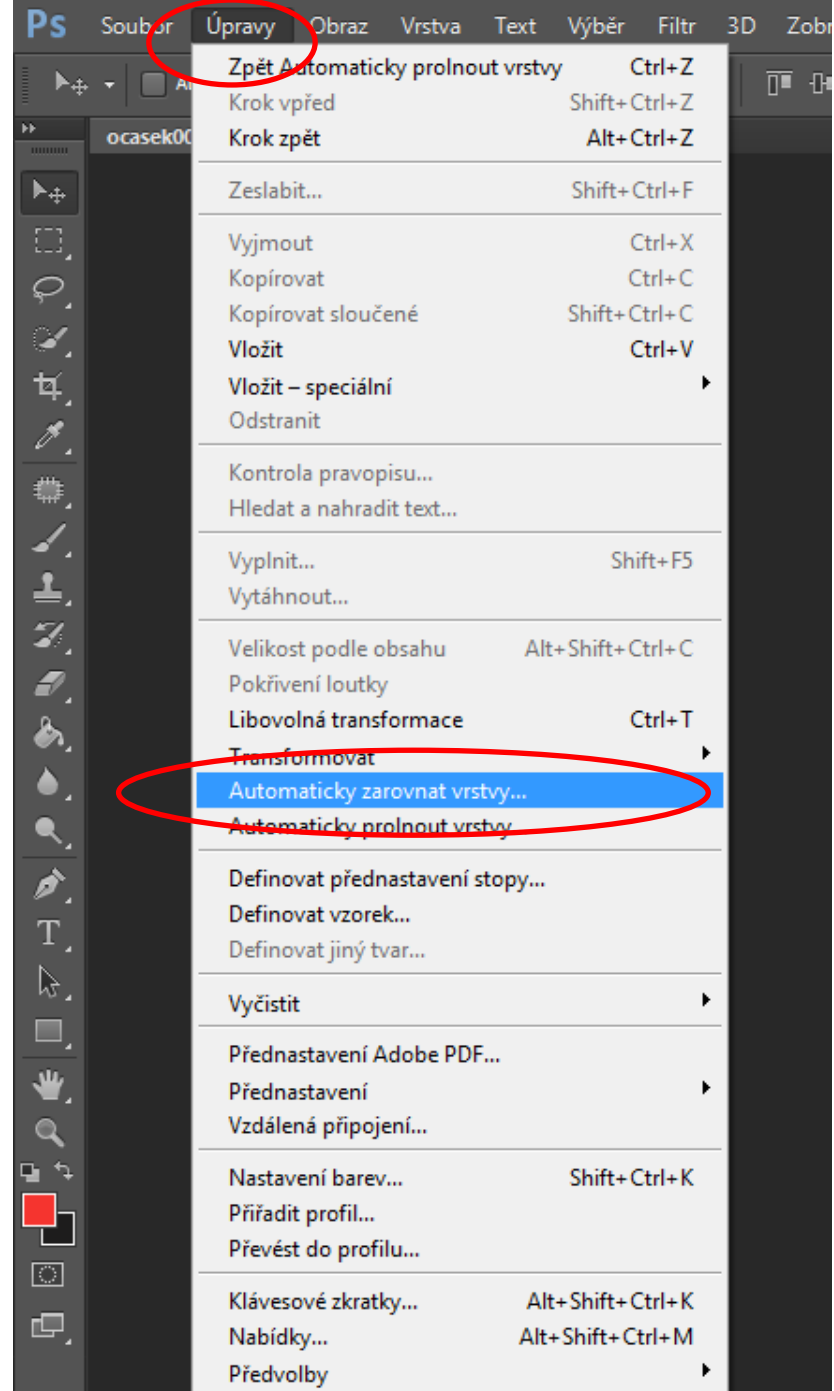 Ps Soubor Úpravy Obraz Vrstva Text Výběr Filtr 3D
ocasek00
Zpět Automaticky prolnout vrstvy Ctrl+Z
Krok vpřed Shift+Ctrl+Z
Krok zpět Alt+Ctrl+Z
Zeslabit... Shift+Ctrl+F
Vyjmout Ctrl+X
Kopírovat Ctrl+C
Kopírovat sloučené Shift+Ctrl+C
Vložit Ctrl+V
Vložit – speciální
Odstranit
Kontrola pravopisu...
Hledat a nahradit text...
Vyplnit... Shift+F5
Vytáhnout...
Velikost podle obsahu Alt+Shift+Ctrl+C
Pokřivení loutky
Libovolná transformace Ctrl+T
Transformovat
Automaticky zarovnat vrstvy...
Automaticky prolnout vrstvy...
Definovat přednastavení stopy...
Definovat vzorek...
Definovat jiný tvar...
Vyčistit
Přednastavení Adobe PDF...
Přednastavení
Vzdálená připojení...
Nastavení barev... Shift+Ctrl+K
Přiřadit profil...
Převést do profilu...
Klávesové zkratky... Alt+Shift+Ctrl+K
Nabídky... Alt+Shift+Ctrl+M
Předvolby